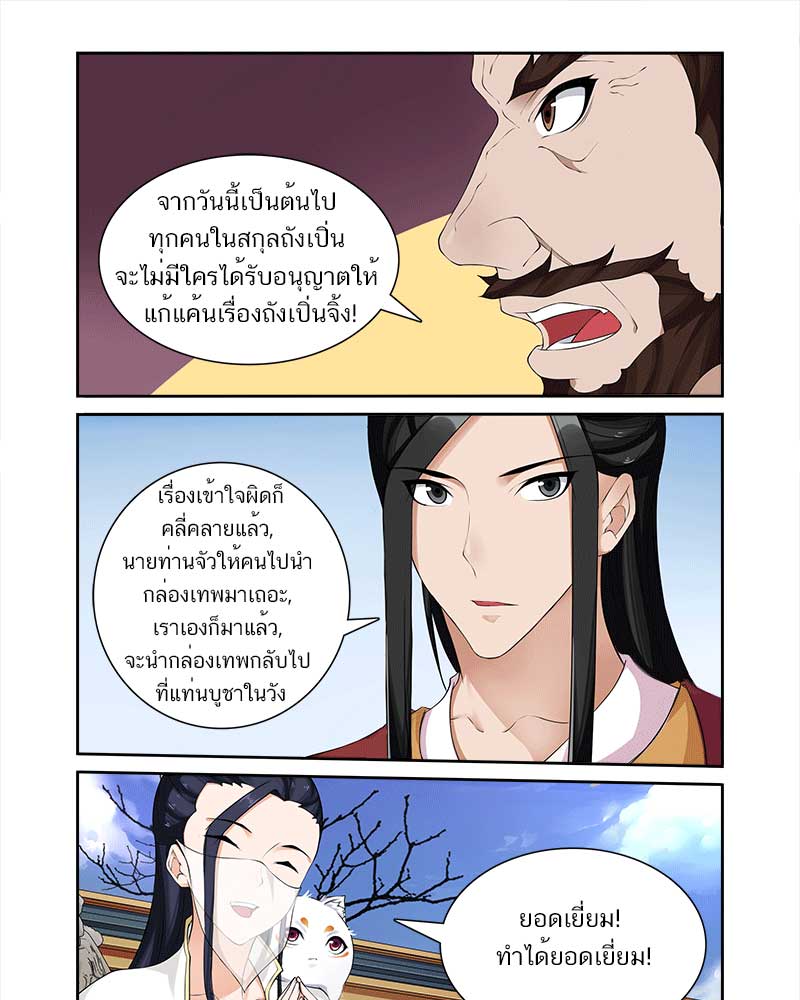 จากวันนี้เป็นต้นไป
ทุกคนในสกุลถังเปิ่น
จะไม่มีใครได้รับอนุญาตให้
แก้แค้นเรื่องถังเปิ่นจิ้ง!
เรื่องเข้าใจผิดก็
คลี่คลายแล้ว,
นายท่านจัวให้คนไปนำ
กล่องเทพมาเถอะ,
เราเองก็มาแล้ว,
จะนำกล่องเทพกลับไป
ที่แท่นบูชาในวัง
ยอดเยี่ยม!
ทำได้ยอดเยี่ยม!